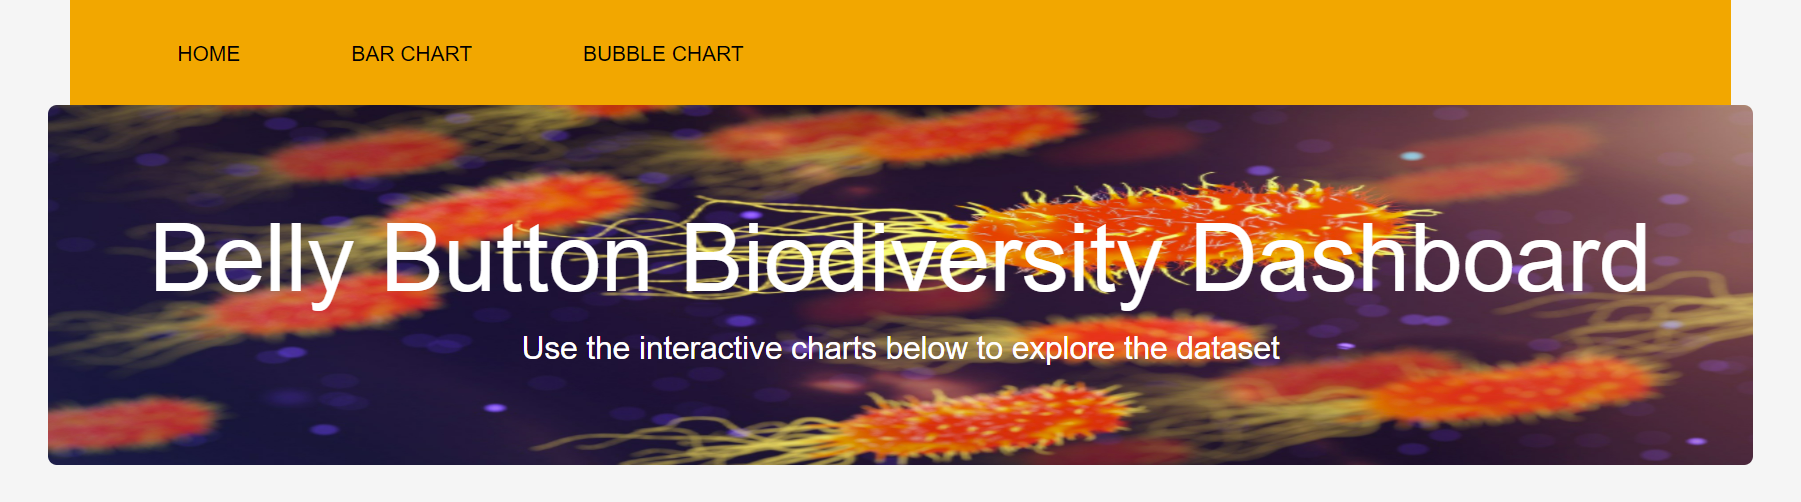 HOME BAR CHART BUBBLE CHART
Belly Button Biodiversity Dashboard
Use the interactive charts below to explore the dataset